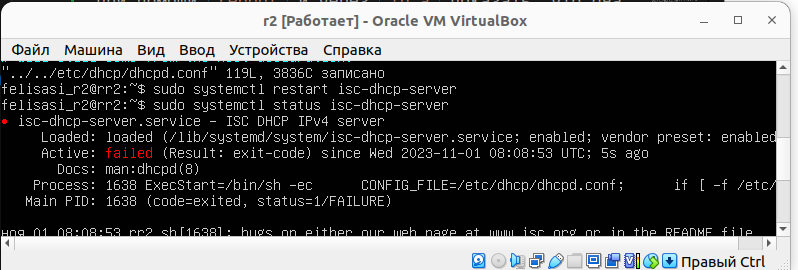 r2 [Работает] - Oracle VM VirtualBox
Файл Машина Вид Ввод Устройства Справка
"../../etc/dhcp/dhcpd.conf" 119L, 3836C записано
felisasi_r2@rr2:~$ sudo systemctl restart isc-dhcp-server
felisasi_r2@rr2:~$ sudo systemctl status isc-dhcp-server
● isc-dhcp-server.service - ISC DHCP IPv4 server
Loaded: loaded (/lib/systemd/system/isc-dhcp-server.service; enabled; vendor preset: enabled
Active: failed (Result: exit-code) since Wed 2023-11-01 08:08:53 UTC; 5s ago
Docs: man:dhcpd(8)
Process: 1638 ExecStart=/bin/sh -ec CONFIG_FILE=/etc/dhcp/dhcpd.conf; if [ -f /etc/
Main PID: 1638 (code=exited, status=1/FAILURE)
ноя 01 08:08:53 rr2 sh[1638]: bugs on either our web page at www.isc.org or in the README file
Правый Ctrl